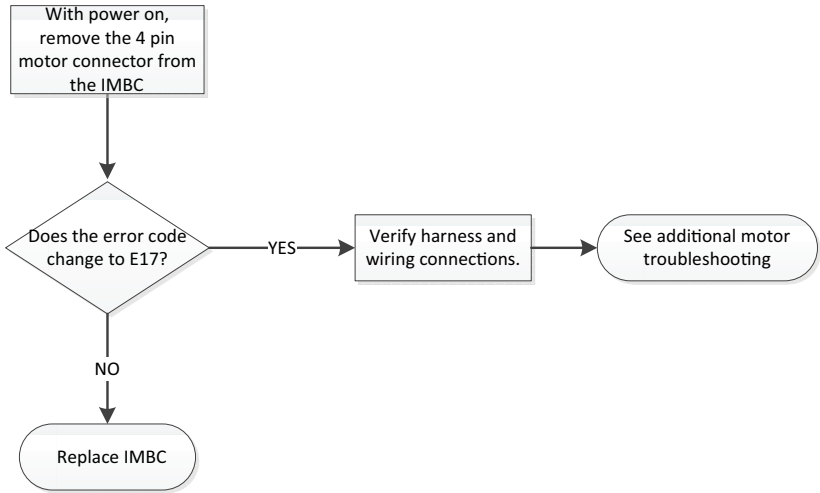 With power on,
remove the 4 pin
motor connector from
the IMBC
Does the error code
change to E17?
YES
Verify harness and
wiring connections.
See additional motor
troubleshooting
NO
Replace IMBC